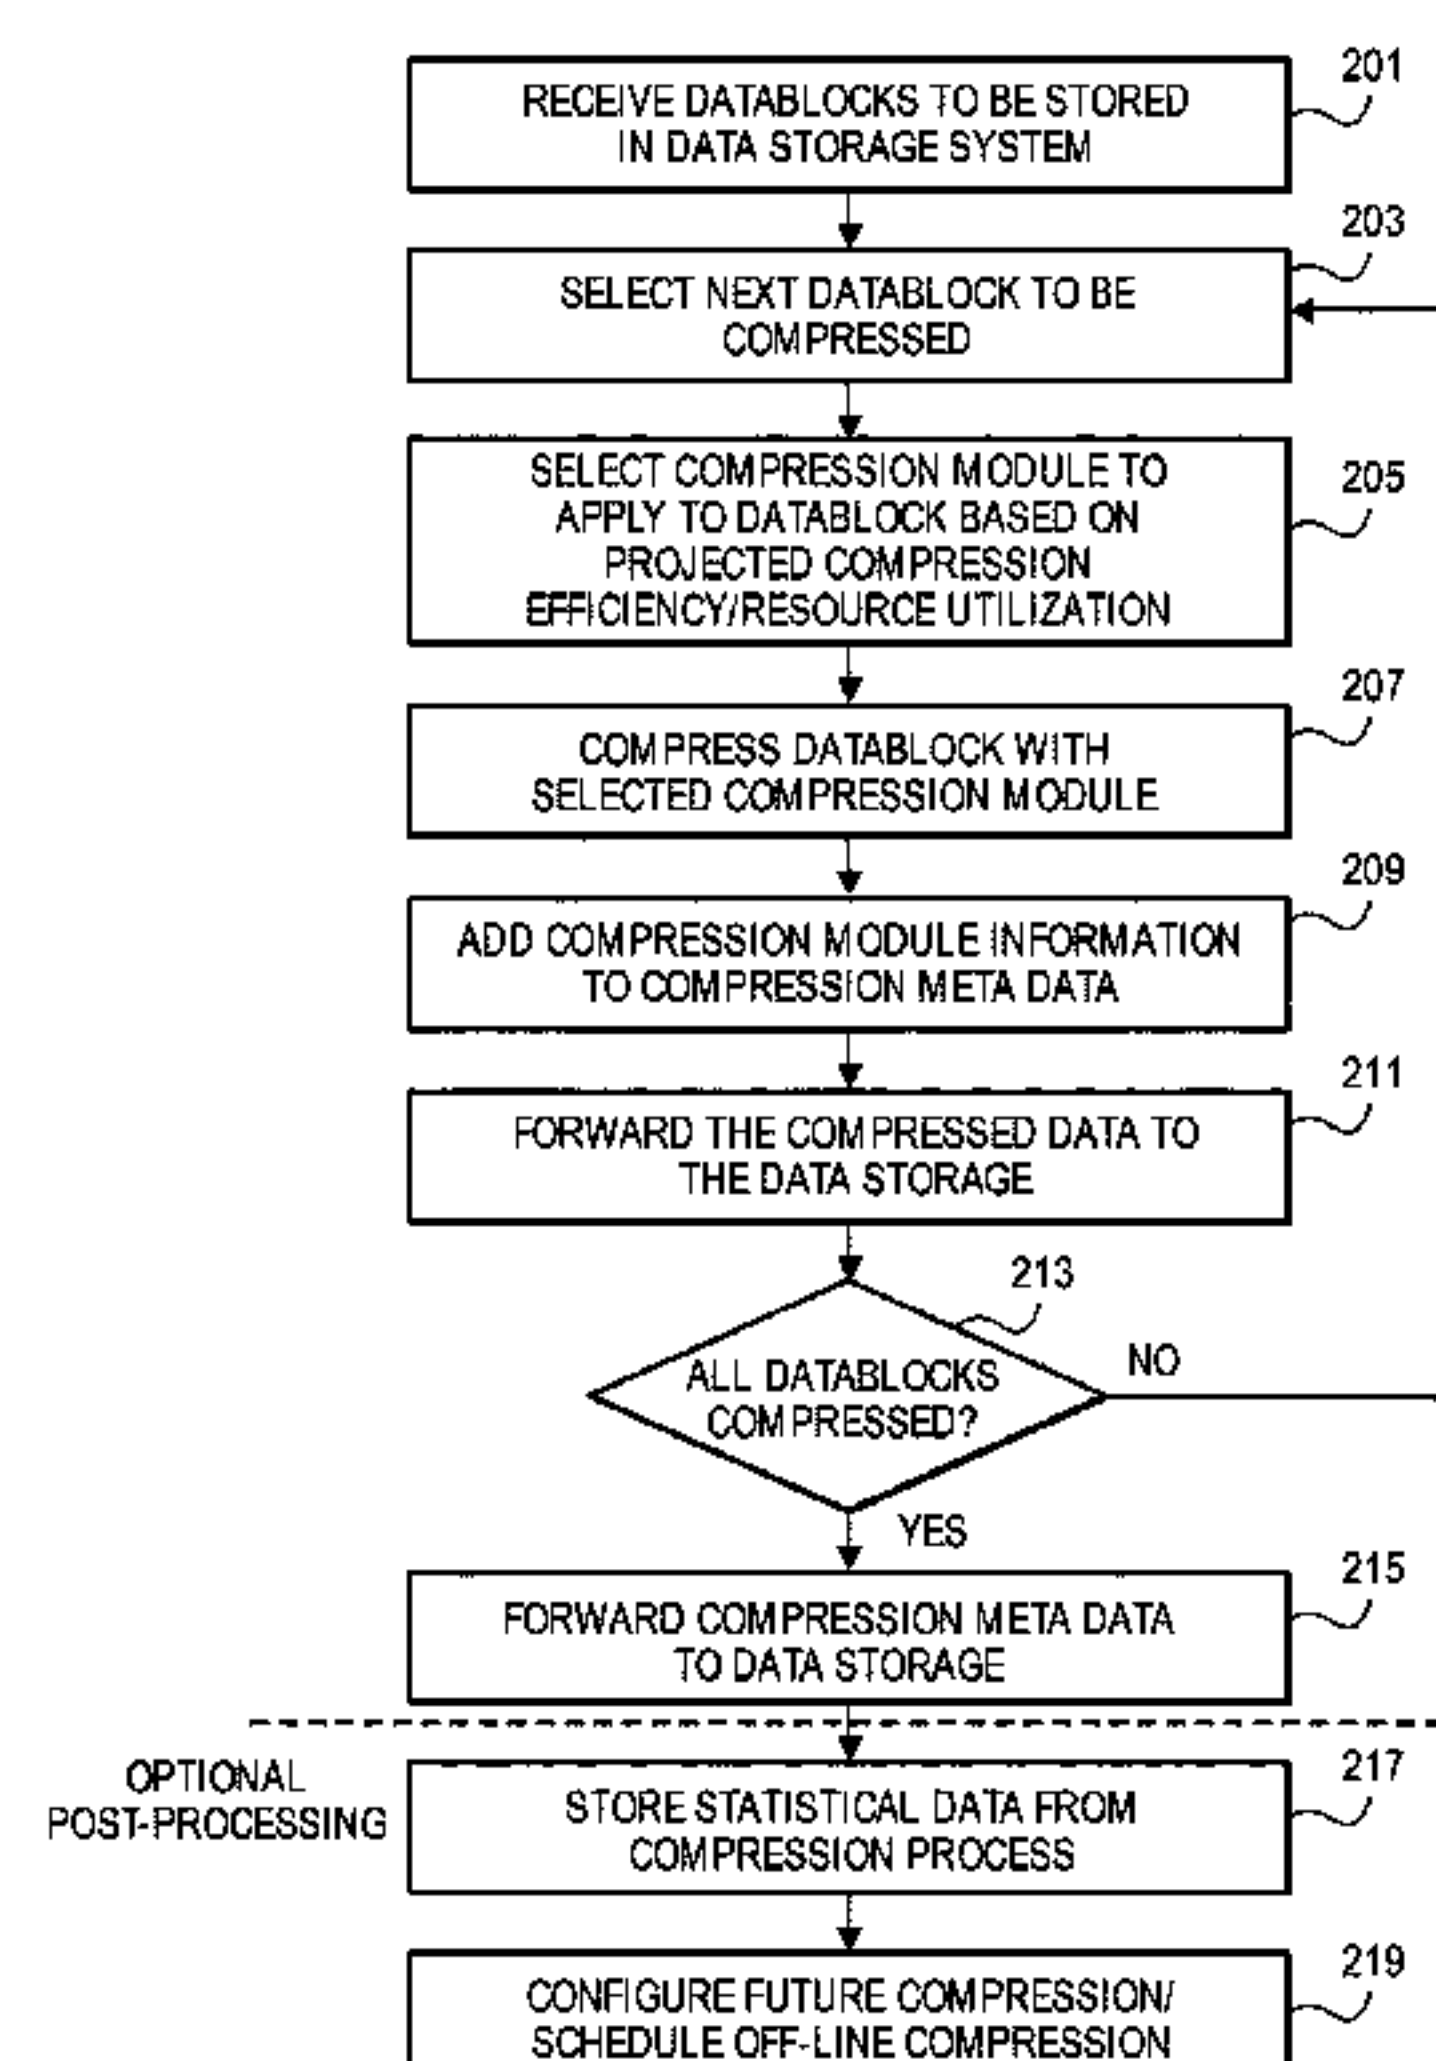 201
RECEIVE DATABLOCKS TO BE STORED
IN DATA STORAGE SYSTEM
203
SELECT NEXT DATABLOCK TO BE
COMPRESSED
205
SELECT COMPRESSION MODULE TO
APPLY TO DATABLOCK BASED ON
PROJECTED COMPRESSION
EFFICIENCY/RESOURCE UTILIZATION
207
COMPRESS DATABLOCK WITH
SELECTED COMPRESSION MODULE
209
ADD COMPRESSION MODULE INFORMATION
TO COMPRESSION META DATA
211
FORWARD THE COMPRESSED DATA TO
THE DATA STORAGE
213
ALL DATABLOCKS
COMPRESSED?
NO
YES
215
FORWARD COMPRESSION META DATA
TO DATA STORAGE
OPTIONAL
POST-PROCESSING
217
STORE STATISTICAL DATA FROM
COMPRESSION PROCESS
219
CONFIGURE FUTURE COMPRESSION/
SCHEDULE OFF-LINE COMPRESSION